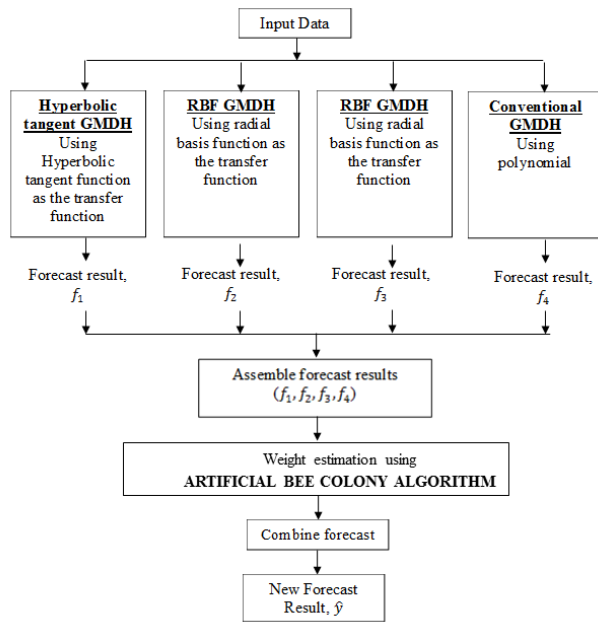 Input Data
Hyperbolic
tangent GMDH
Using
Hyperbolic
tangent function
as the transfer
function
RBF GMDH
Using radial
basis function as
the transfer
function
RBF GMDH
Using radial
basis function as
the transfer
function
Conventional
GMDH
Using
polynomial
Forecast result,
f₁
Forecast result,
f₂
Forecast result,
f₃
Forecast result,
f₄
Assemble forecast results
(f₁, f₂, f₃, f₄)
Weight estimation using
ARTIFICIAL BEE COLONY ALGORITHM
Combine forecast
New Forecast
Result, ŷ